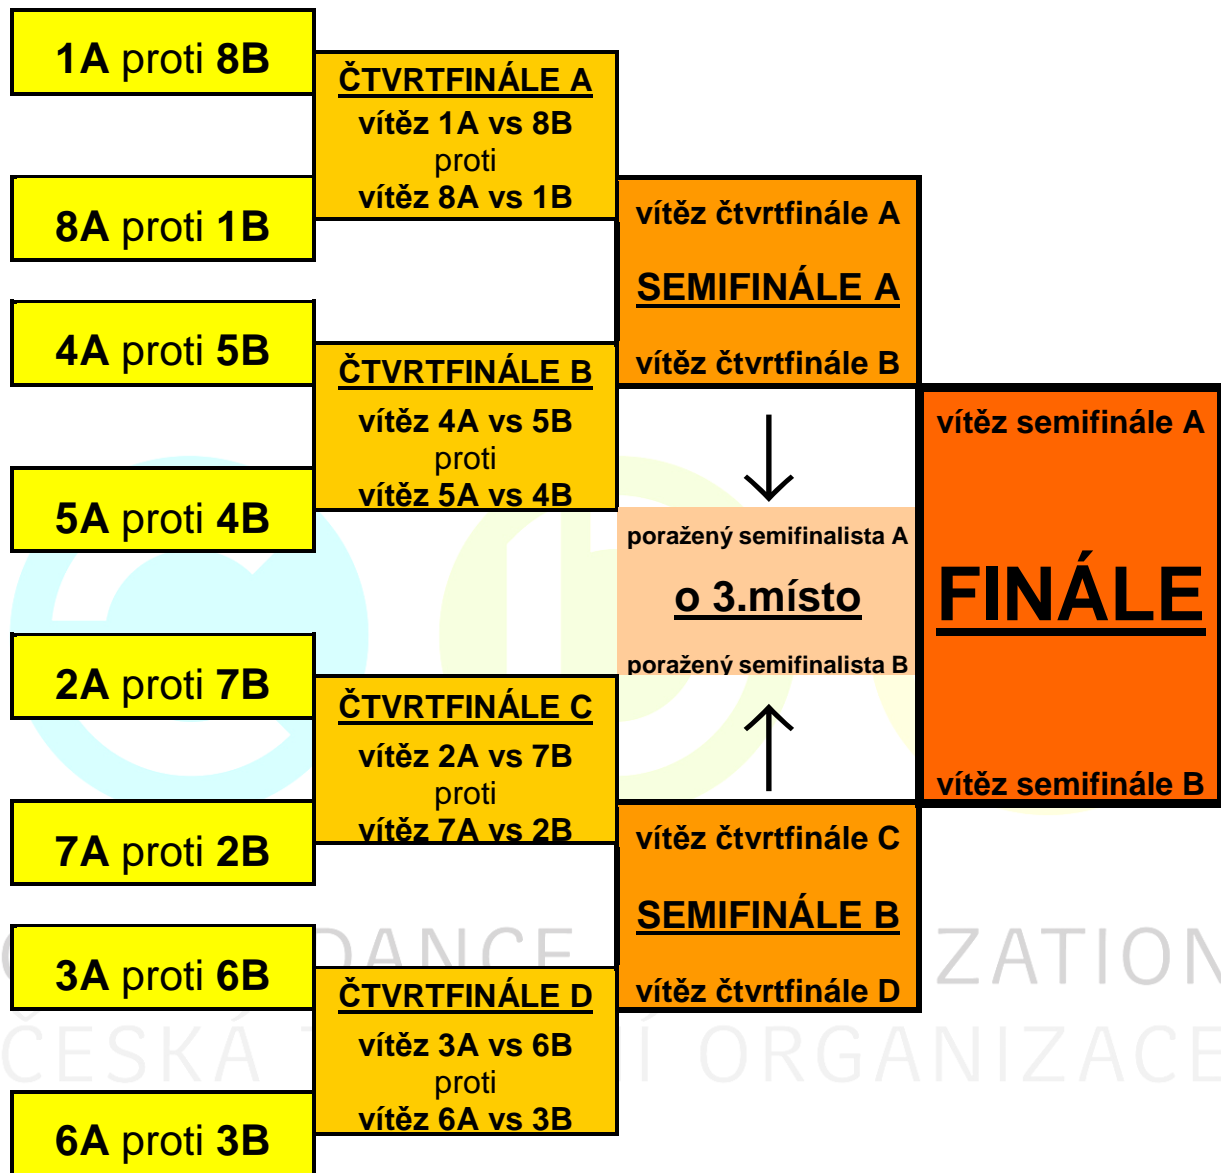 1A proti 8B
8A proti 1B
4A proti 5B
5A proti 4B
2A proti 7B
7A proti 2B
3A proti 6B
6A proti 3B
ČTVRTFINÁLE A
vítěz 1A vs 8B
proti
vítěz 8A vs 1B
ČTVRTFINÁLE B
vítěz 4A vs 5B
proti
vítěz 5A vs 4B
ČTVRTFINÁLE C
vítěz 2A vs 7B
proti
vítěz 7A vs 2B
ČTVRTFINÁLE D
vítěz 3A vs 6B
proti
vítěz 6A vs 3B
vítěz čtvrtfinále A
SEMIFINÁLE A
vítěz čtvrtfinále B
poražený semifinalista A
o 3.místo
poražený semifinalista B
vítěz čtvrtfinále C
SEMIFINÁLE B
vítěz čtvrtfinále D
vítěz semifinále A
FINÁLE
vítěz semifinále B
DANCE
ČESKÁ ORGANIZACE